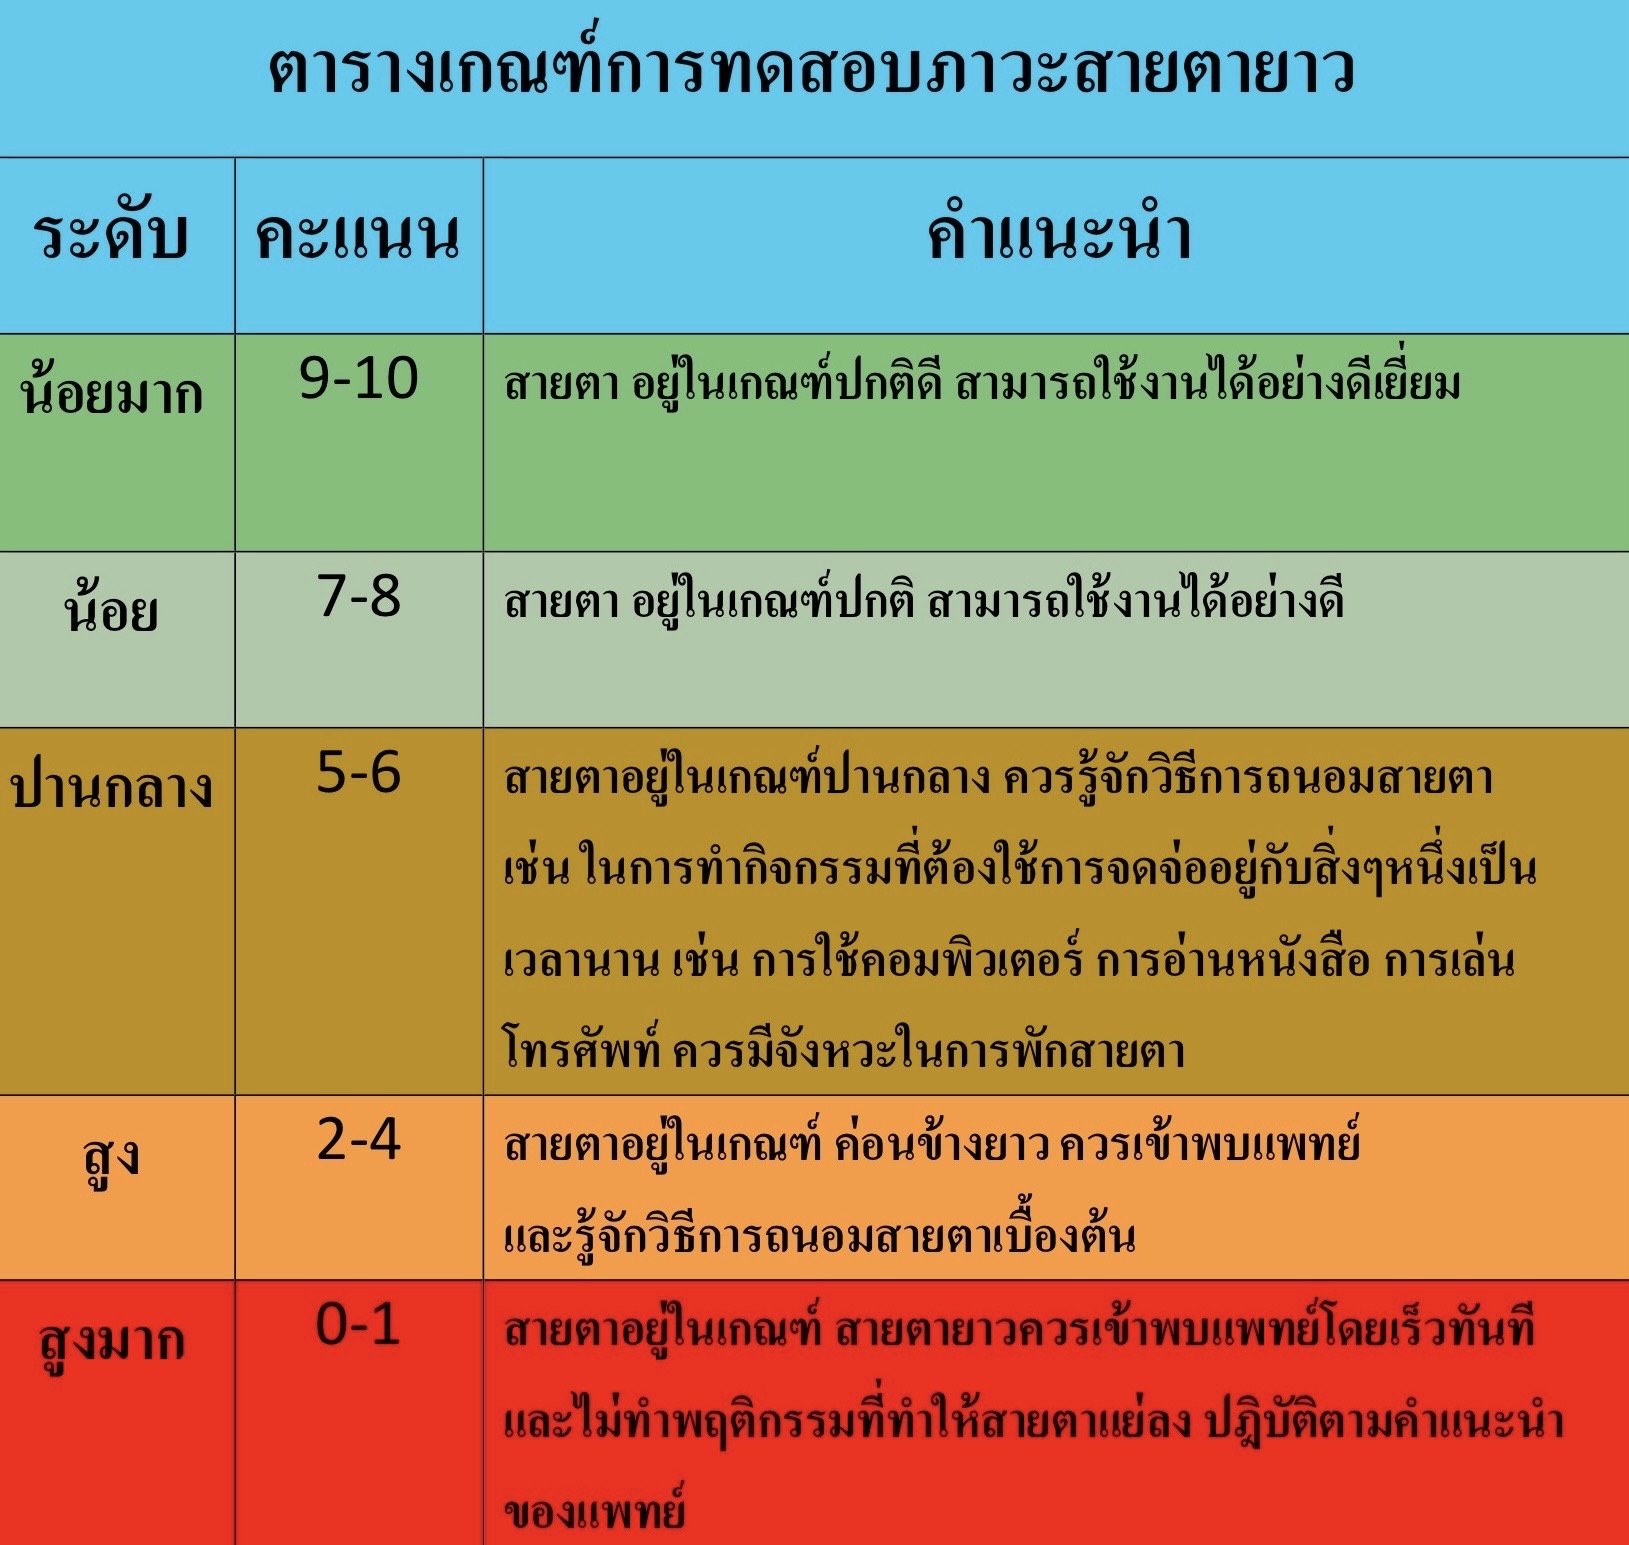 ตารางเกณฑ์การทดสอบภาวะสายตายาว
ระดับ คะแนน คำแนะนำ
น้อยมาก 9-10 สายตา อยู่ในเกณฑ์ปกติดี สามารถใช้งานได้อย่างดีเยี่ยม
น้อย 7-8 สายตา อยู่ในเกณฑ์ปกติ สามารถใช้งานได้อย่างดี
ปานกลาง 5-6 สายตาอยู่ในเกณฑ์ปานกลาง ควรรู้จักวิธีการถนอมสายตา
เช่น ในการทำกิจกรรมที่ต้องใช้การจดจ่ออยู่กับสิ่งๆหนึ่งเป็น
เวลานาน เช่น การใช้คอมพิวเตอร์ การอ่านหนังสือ การเล่น
โทรศัพท์ ควรมีจังหวะในการพักสายตา
สูง 2-4 สายตาอยู่ในเกณฑ์ ค่อนข้างยาว ควรเข้าพบแพทย์
และรู้จักวิธีการถนอมสายตาเบื้องต้น
สูงมาก 0-1 สายตาอยู่ในเกณฑ์ สายตายาวควรเข้าพบแพทย์โดยเร็วทันที
และไม่ทำพฤติกรรมที่ทำให้สายตาแย่ลง ปฎิบัติตามคำแนะนำ
ของแพทย์